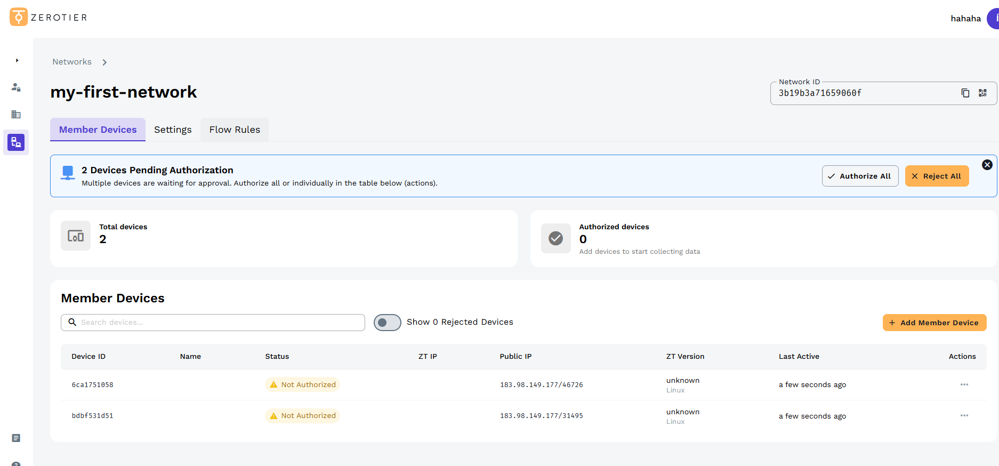 ZEROTIER
hahaha
Networks
my-first-network
Network ID
3b19b3a71659060f
Member Devices
Settings
Flow Rules
2 Devices Pending Authorization
Multiple devices are waiting for approval. Authorize all or individually in the table below (actions).
Authorize All
Reject All
Total devices
2
Authorized devices
0
Add devices to start collecting data
Member Devices
Search devices...
Show 0 Rejected Devices
+ Add Member Device
Device ID Name Status ZT IP Public IP ZT Version Last Active Actions
6ca1751058 Not Authorized 183.98.149.177/46726 unknown a few seconds ago
Linux
bdbf531d51 Not Authorized 183.98.149.177/31495 unknown a few seconds ago
Linux